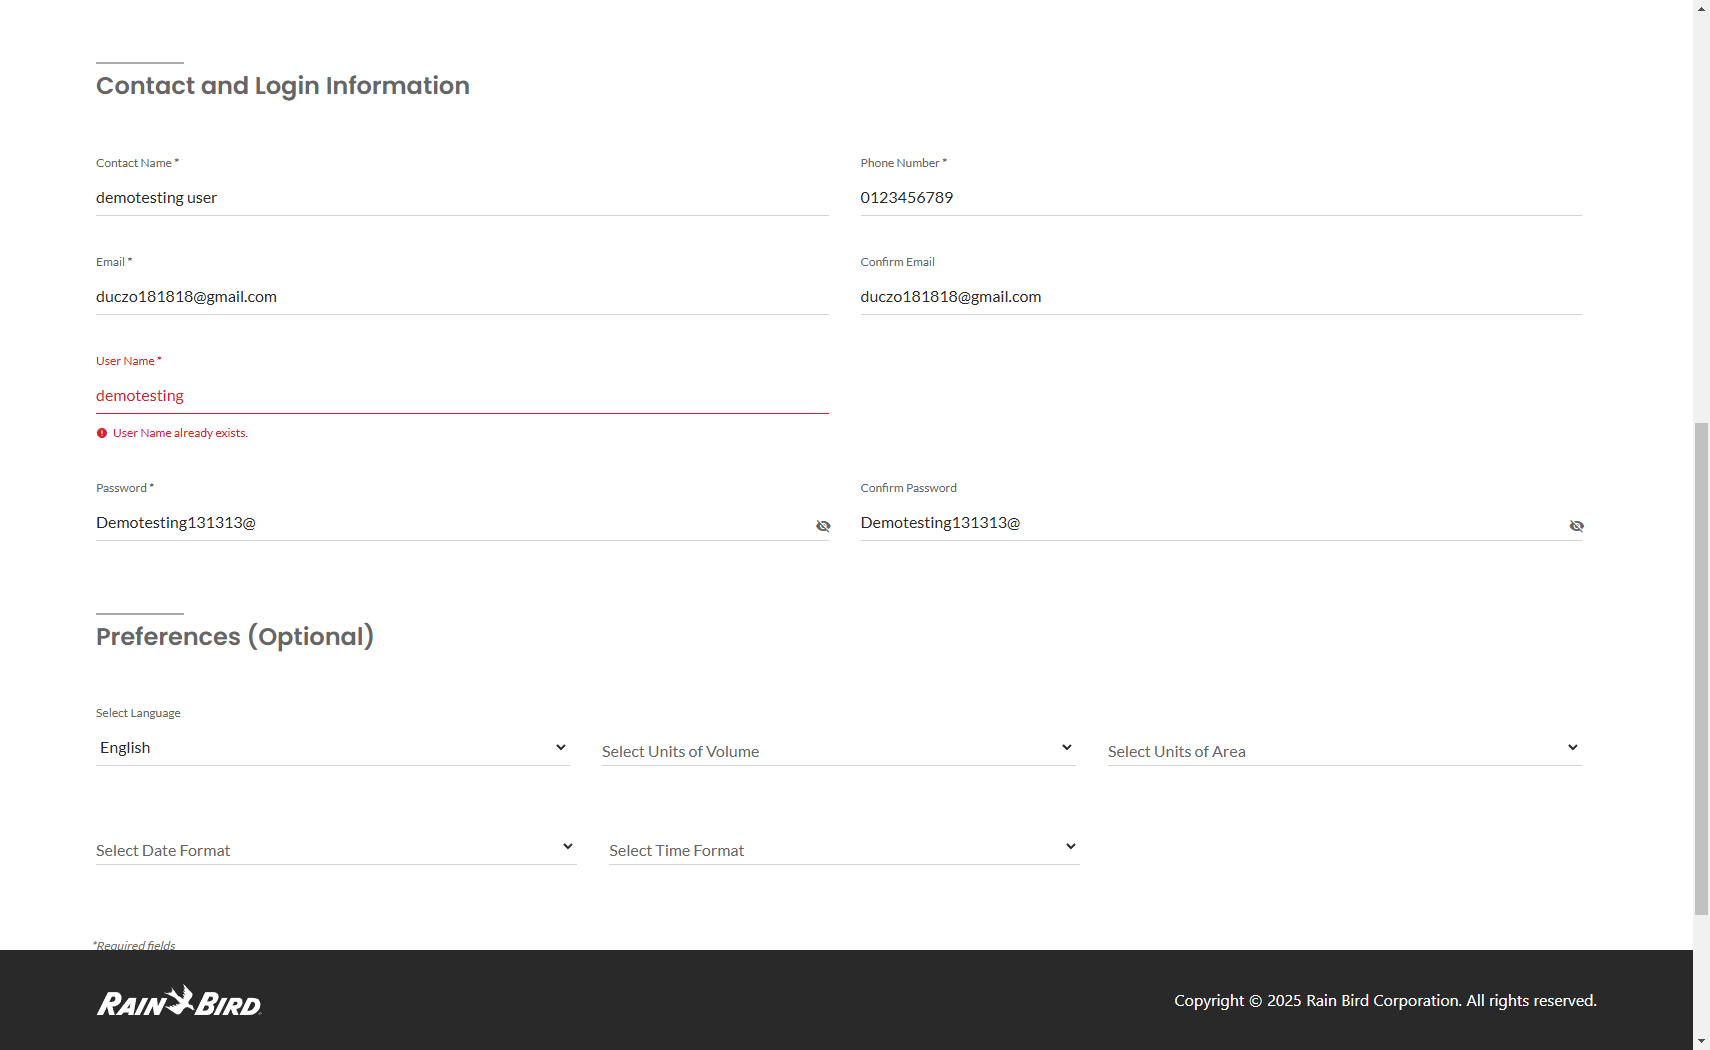 Contact and Login Information
Contact Name *
Phone Number *
demotesting user
0123456789
Email *
Confirm Email
duczo181818@gmail.com
duczo181818@gmail.com
User Name *
demotesting
User Name already exists.
Password *
Confirm Password
Demotesting131313@
Demotesting131313@
Preferences (Optional)
Select Language
English
Select Units of Volume
Select Units of Area
Select Date Format
Select Time Format
*Required fields
RAIN BIRD
Copyright © 2025 Rain Bird Corporation. All rights reserved.